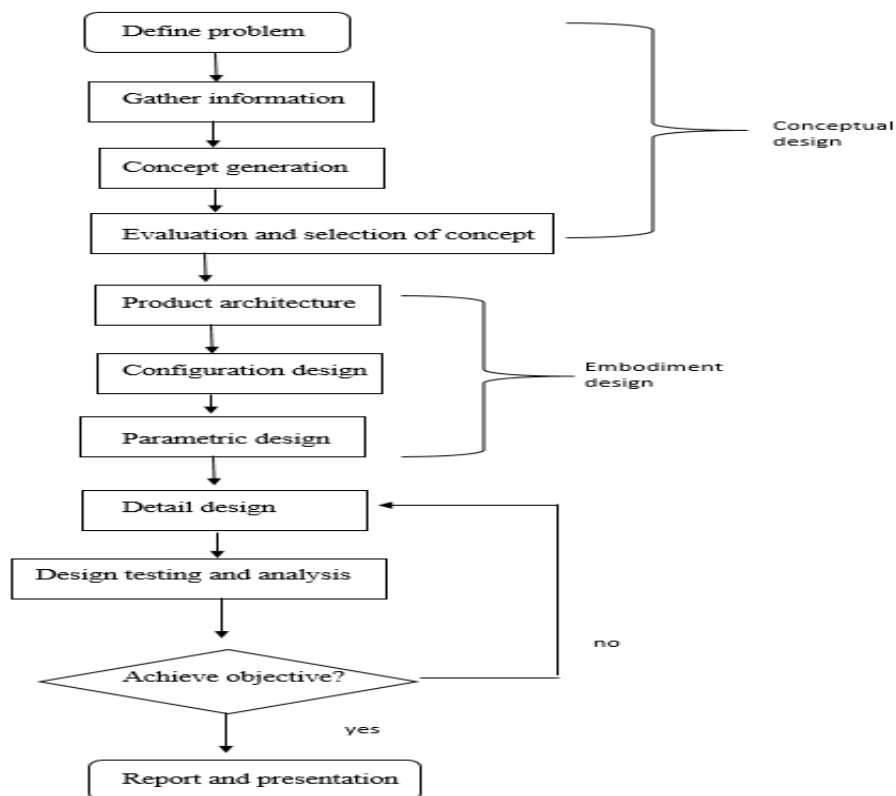 Define problem
Gather information
Conceptual
design
Concept generation
Evaluation and selection of concept
Product architecture
Configuration design
Embodiment
design
Parametric design
Detail design
Design testing and analysis
no
Achieve objective?
yes
Report and presentation